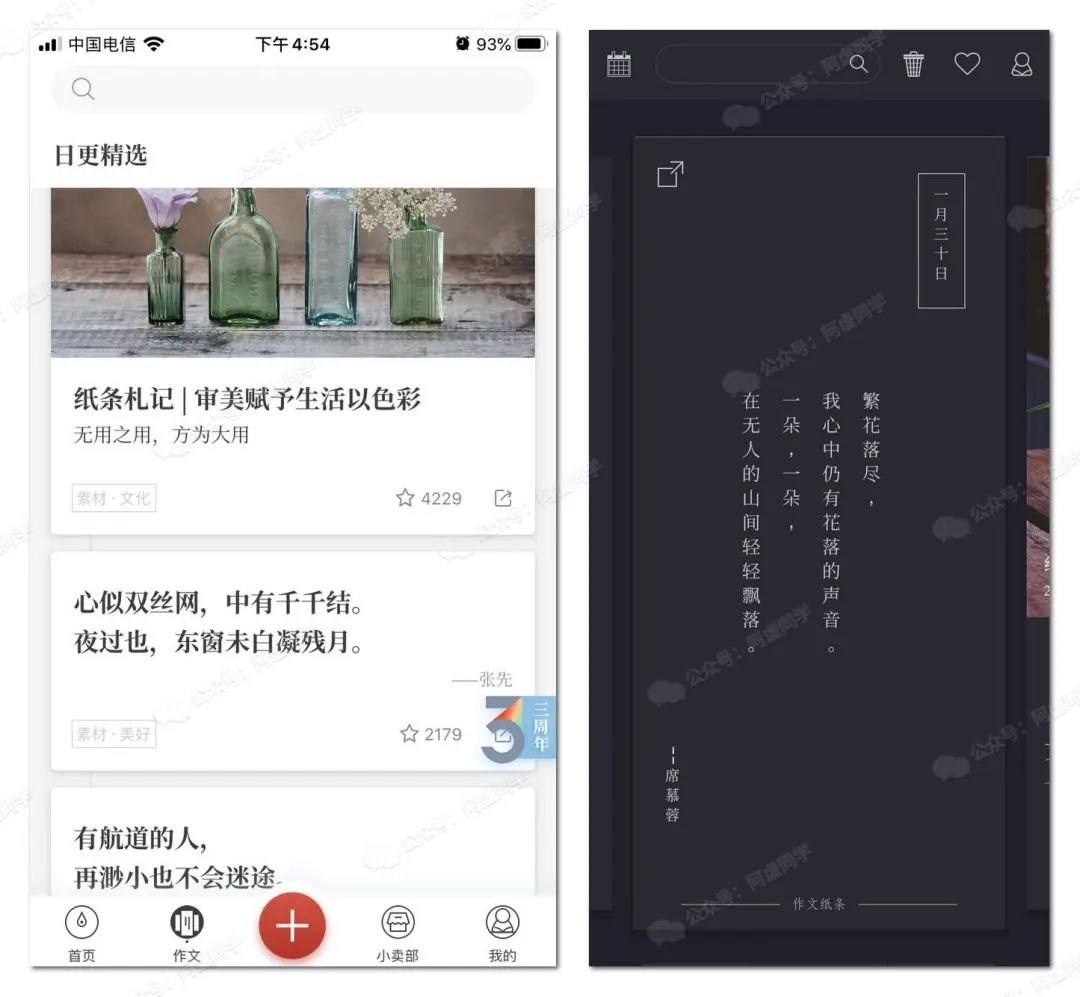 中国电信
下午4:54
93%
日更精选
纸条札记 | 审美赋予生活以色彩
无用之用，方为大用
素材 · 文化
4229
心似双丝网，中有千千结。
夜过也，东窗未白凝残月。
——张先
素材 · 美好
2179
3
三周年
有航道的人，
再渺小也不会迷途
首页
作文
小卖部
我的
一月三十日
繁花落尽，
我心中仍有花落的声音。
一朵，一朵，
在无人的山间轻轻飘落。
--席慕蓉
作文纸条
公众号：阿虚同学